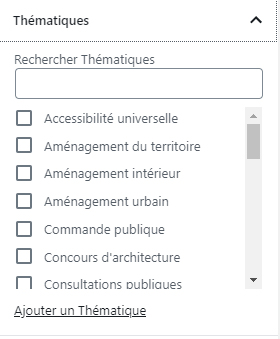 Thématiques
Rechercher Thématiques
Accessibilité universelle
Aménagement du territoire
Aménagement intérieur
Aménagement urbain
Commande publique
Concours d'architecture
Consultations publiques
Ajouter un Thématique